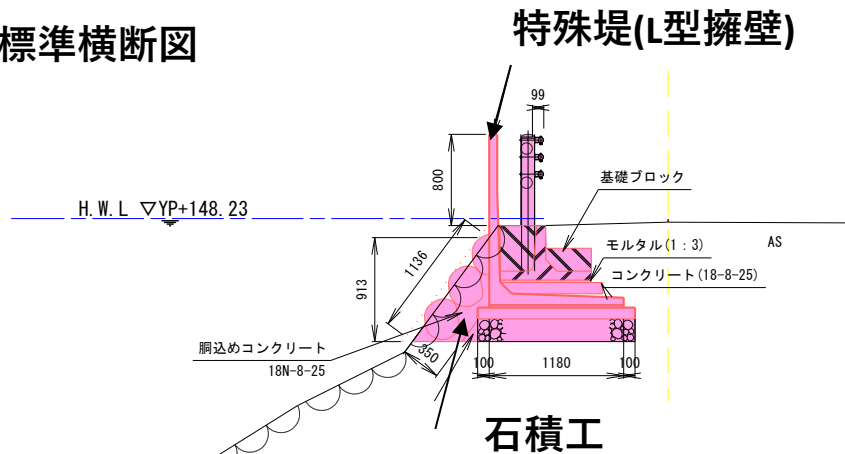 標準横断図
特殊堤(L型擁壁)
99
800
基礎ブロック
H.W.L ▽YP+148.23
モルタル(1：3)
AS
1136
913
コンクリート(18-8-25)
胴込めコンクリート
18N-8-25
350
100
1180
100
石積工